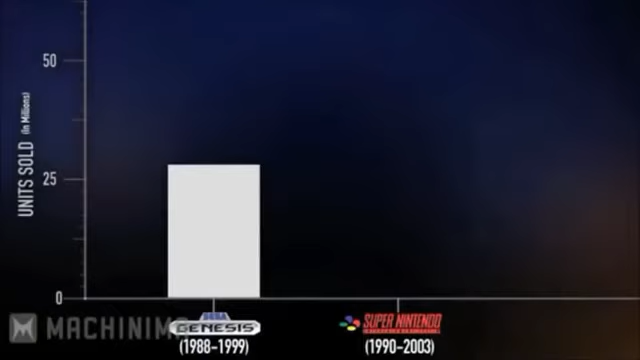 50
UNITS SOLD (In Millions)
25
0
MACHINIMA
SEGA
GENESIS
(1988-1999)
SUPER NINTENDO
(1990-2003)